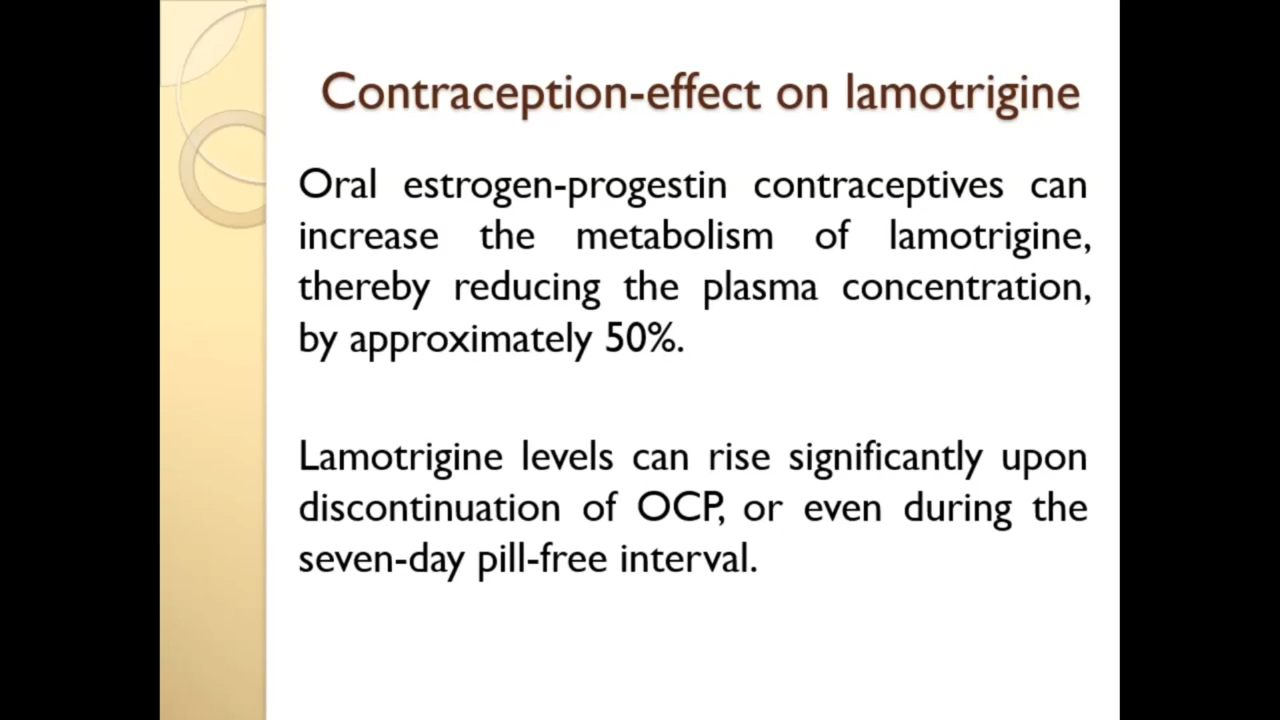 Contraception-effect on lamotrigine
Oral estrogen-progestin contraceptives can
increase the metabolism of lamotrigine,
thereby reducing the plasma concentration,
by approximately 50%.
Lamotrigine levels can rise significantly upon
discontinuation of OCP, or even during the
seven-day pill-free interval.